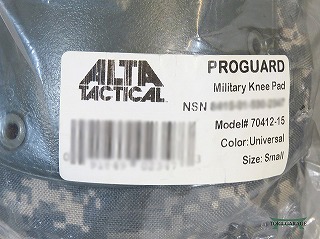 ALTA
TACTICAL
PROGUARD
Military Knee Pad
NSN
Model# 70412-15
Color:Universal
Size: Small